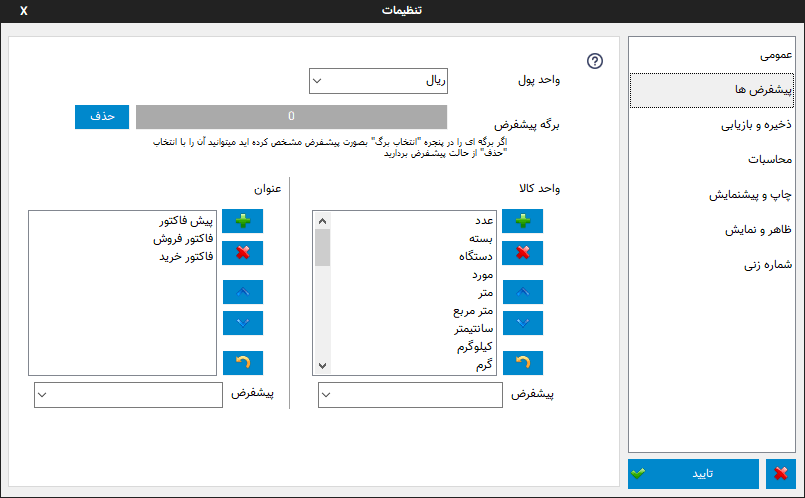 تنظیمات
X
عمومی
پیشفرض ها
ذخیره و بازیابی
محاسبات
چاپ و پیشنمایش
ظاهر و نمایش
شماره زنی
تایید
?
واحد پول
ریال
برگه پیشفرض
0
حذف
اگر برگه ای را در پنجره "انتخاب برگ" بصورت پیشفرض مشخص کرده اید میتوانید آن را با انتخاب
"حذف" از حالت پیشفرض بردارید
واحد کالا
عدد
بسته
دستگاه
مورد
متر
متر مربع
سانتیمتر
کیلوگرم
گرم
پیشفرض
عنوان
پیش فاکتور
فاکتور فروش
فاکتور خرید
پیشفرض